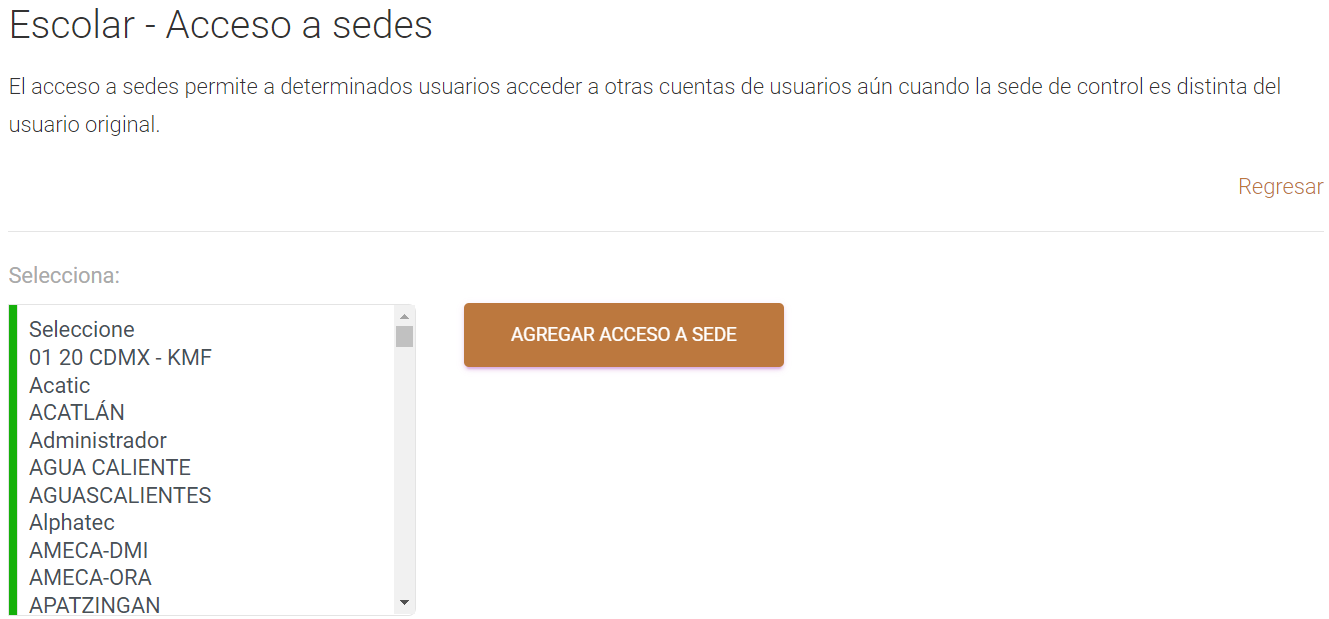 Escolar - Acceso a sedes
El acceso a sedes permite a determinados usuarios acceder a otras cuentas de usuarios aún cuando la sede de control es distinta del
usuario original.
Regresar
Selecciona:
Seleccione
01 20 CDMX - KMF
Acatic
ACATLÁN
Administrador
AGUA CALIENTE
AGUASCALIENTES
Alphatec
AMECA-DMI
AMECA-ORA
APATZINGAN
AGREGAR ACCESO A SEDE